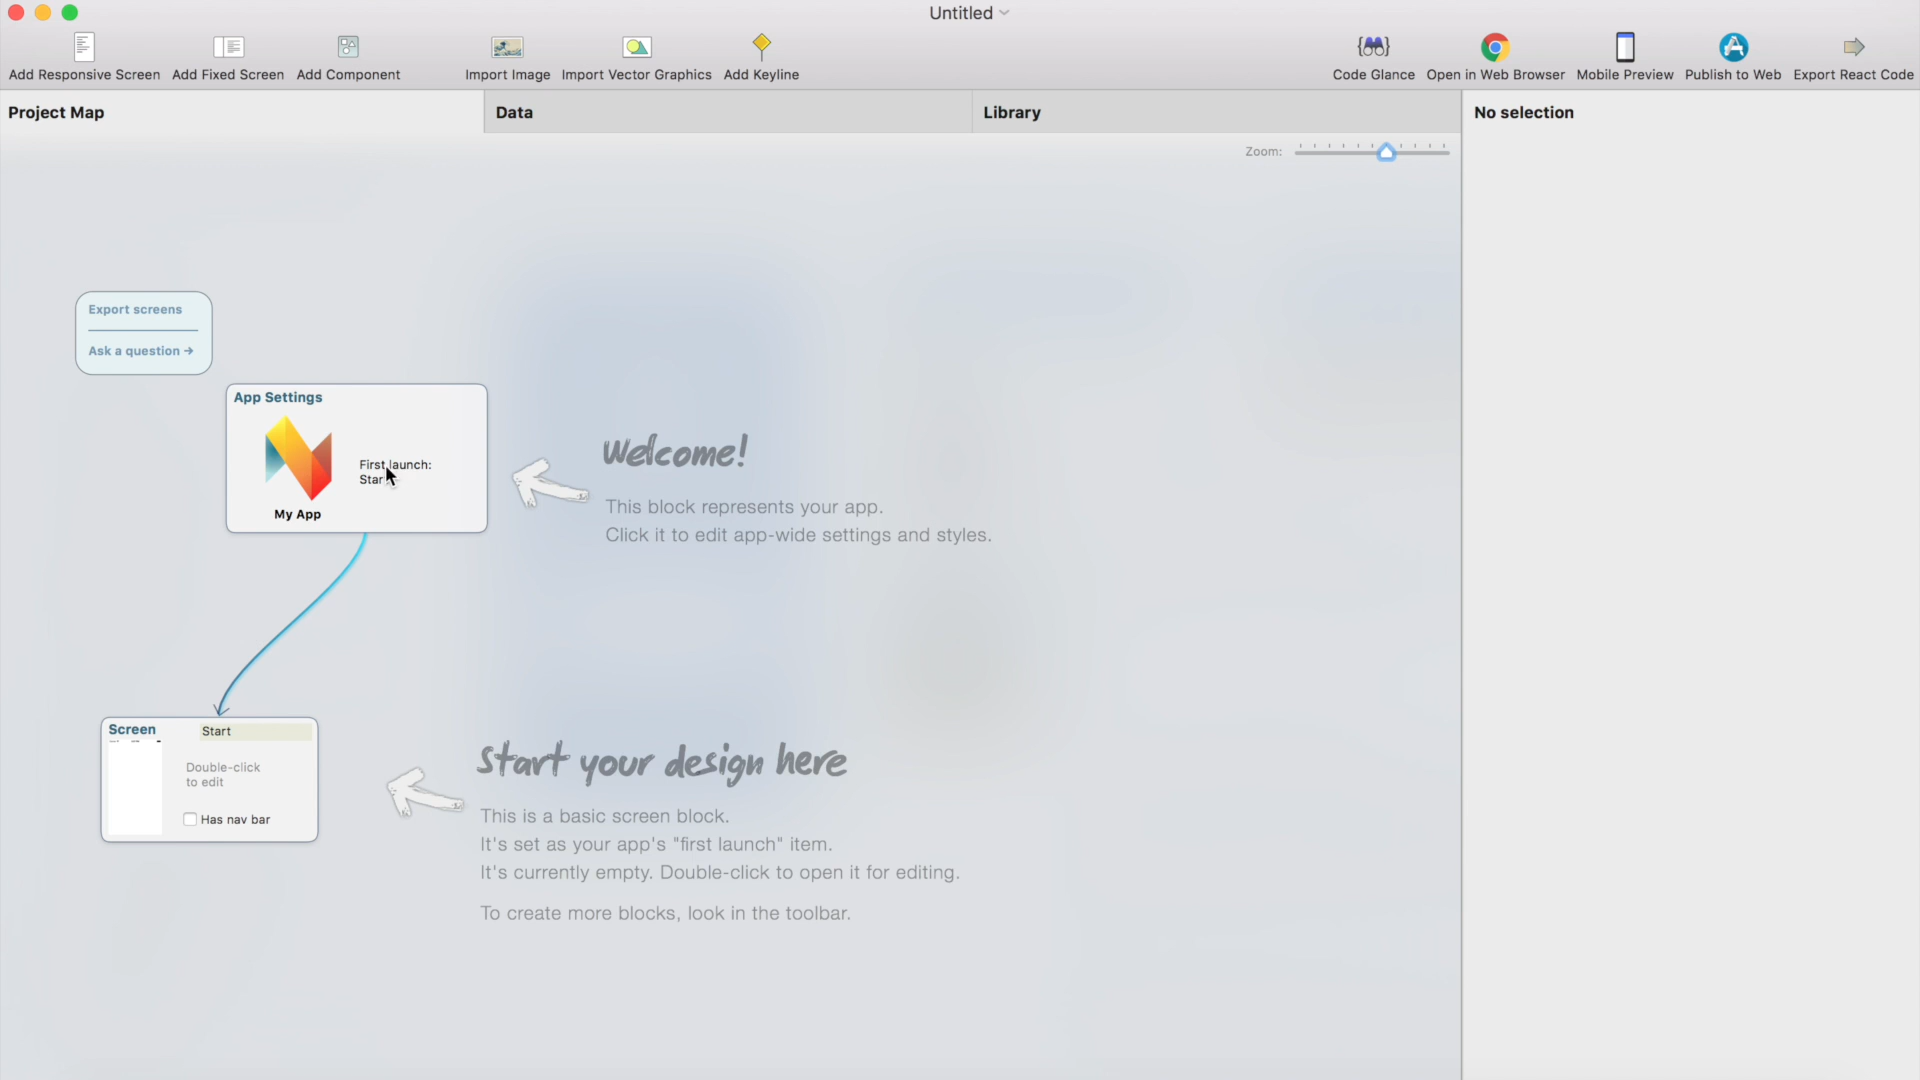 Untitled
Add Responsive Screen
Add Fixed Screen
Add Component
Import Image
Import Vector Graphics
Add Keyline
Code Glance
Open in Web Browser
Mobile Preview
Publish to Web
Export React Code
Project Map
Data
Library
No selection
Zoom:
Export screens
Ask a question →
App Settings
First launch:
Start
My App
Welcome!
This block represents your app.
Click it to edit app-wide settings and styles.
Screen
Start
Double-click
to edit
Has nav bar
Start your design here
This is a basic screen block.
It's set as your app's "first launch" item.
It's currently empty. Double-click to open it for editing.
To create more blocks, look in the toolbar.